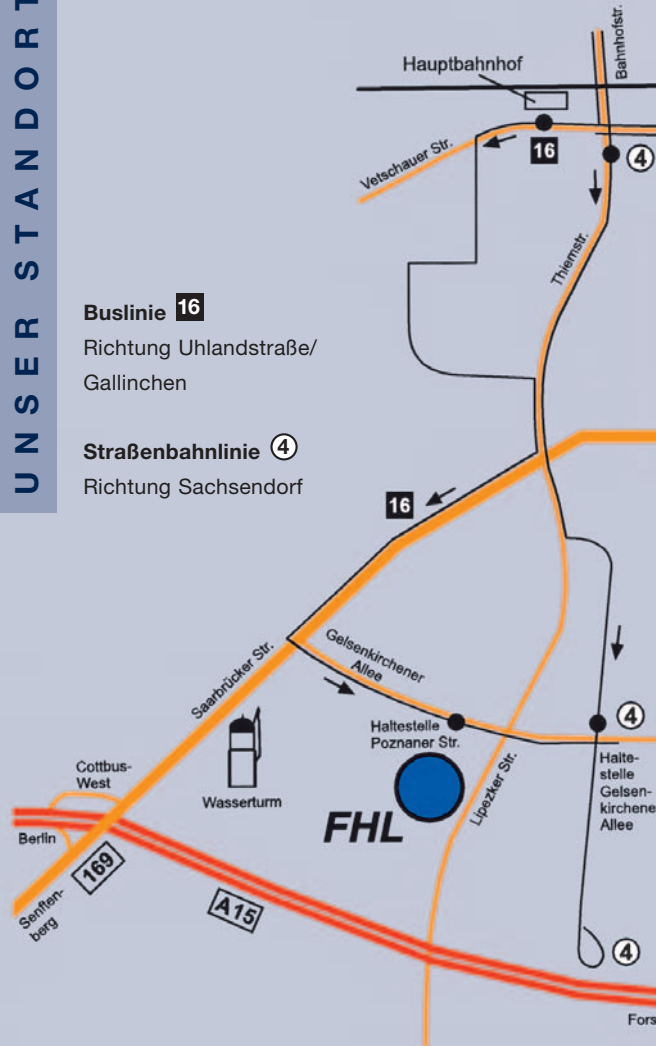 UNSER STANDORT
Bahnhofstr.
Hauptbahnhof
Vetschauer Str.
16
4
Thiemstr.
Buslinie 16
Richtung Uhlandstraße/
Gallinchen
Straßenbahnlinie 4
Richtung Sachsendorf
16
Saarbrücker Str.
Gelsenkirchener
Allee
Haltestelle
Poznaner Str.
4
Halte-
stelle
Gelsen-
kirchene
Allee
Lipezker Str.
Wasserturm
Cottbus-
West
FHL
Berlin
169
A15
Senften-
berg
4
Fors